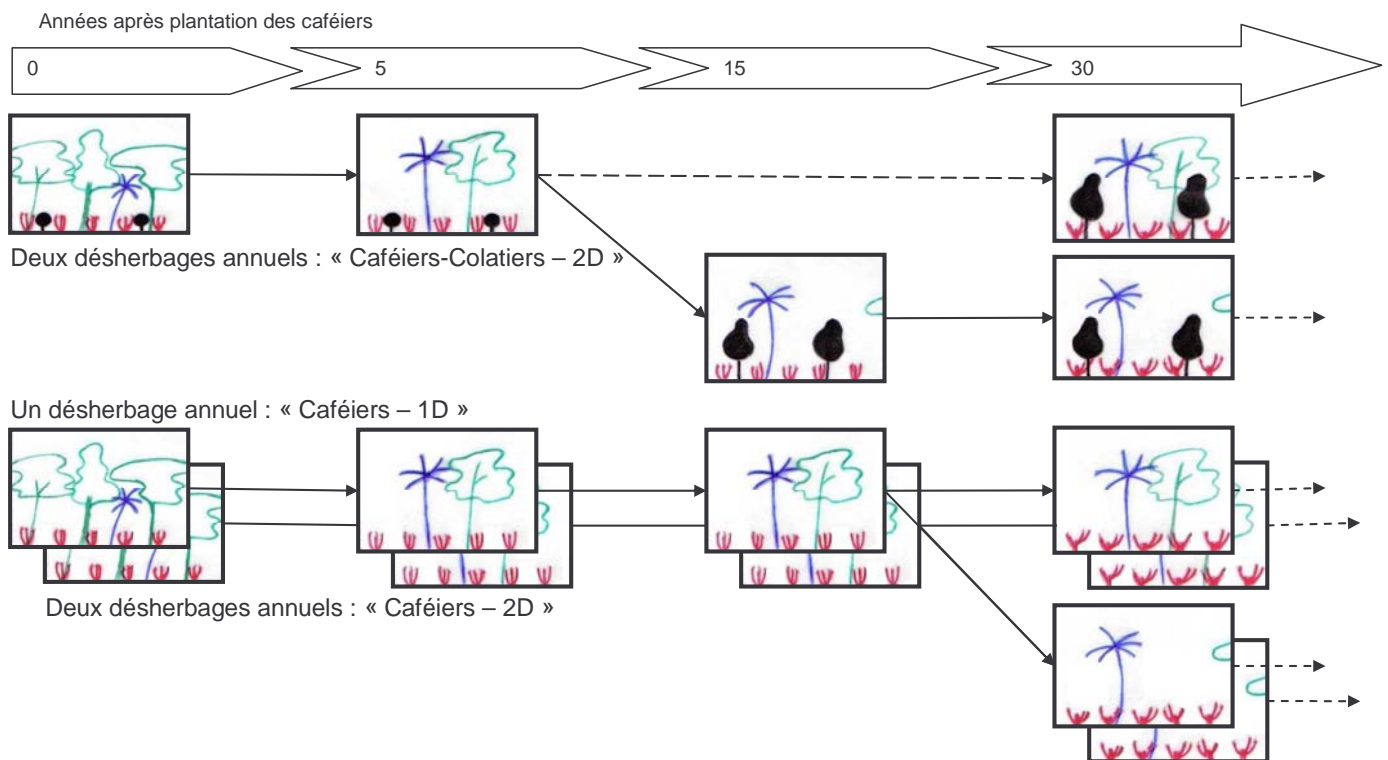 Années après plantation des caféiers
0 5 15 30
Deux désherbages annuels : « Caféiers-Colatiers – 2D »
Un désherbage annuel : « Caféiers – 1D »
Deux désherbages annuels : « Caféiers – 2D »